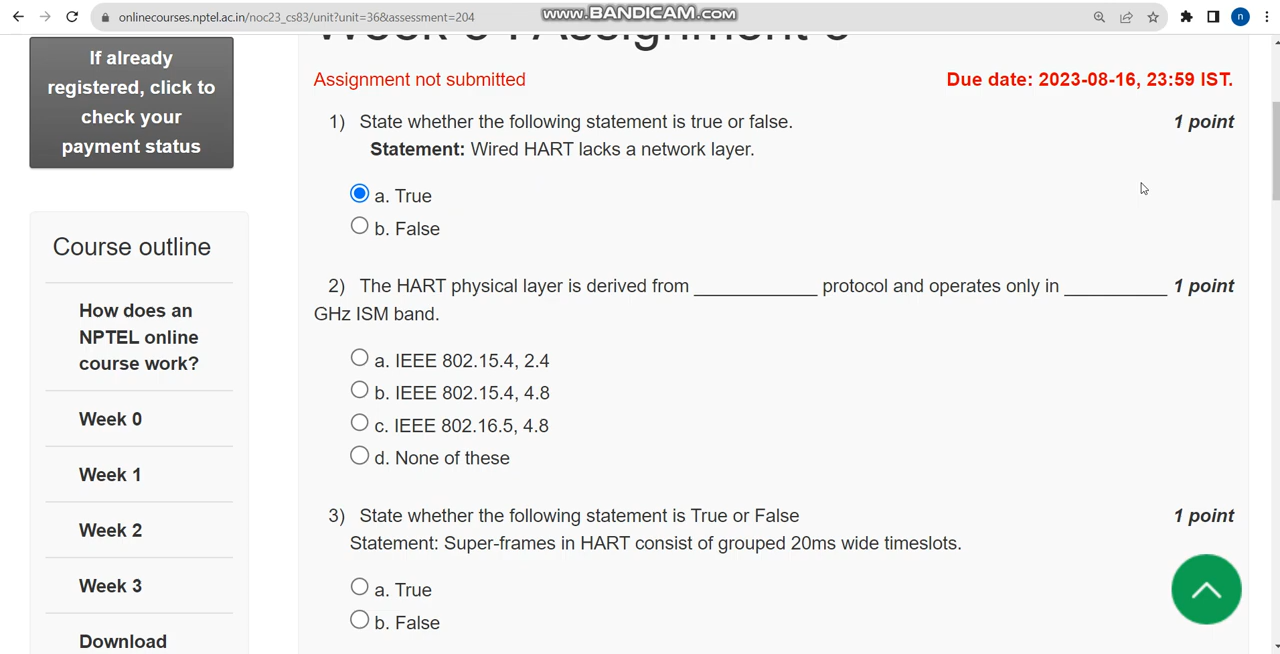 onlinecourses.nptel.ac.in/noc23_cs83/unit?unit=36&assessment=204
www.BANDICAM.com
n
If already
registered, click to
check your
payment status
Course outline
How does an
NPTEL online
course work?
Week 0
Week 1
Week 2
Week 3
Download
Assignment not submitted
Due date: 2023-08-16, 23:59 IST.
1) State whether the following statement is true or false. 1 point
Statement: Wired HART lacks a network layer.
a. True
b. False
2) The HART physical layer is derived from ____________ protocol and operates only in __________ 1 point
GHz ISM band.
a. IEEE 802.15.4, 2.4
b. IEEE 802.15.4, 4.8
c. IEEE 802.16.5, 4.8
d. None of these
3) State whether the following statement is True or False 1 point
Statement: Super-frames in HART consist of grouped 20ms wide timeslots.
a. True
b. False